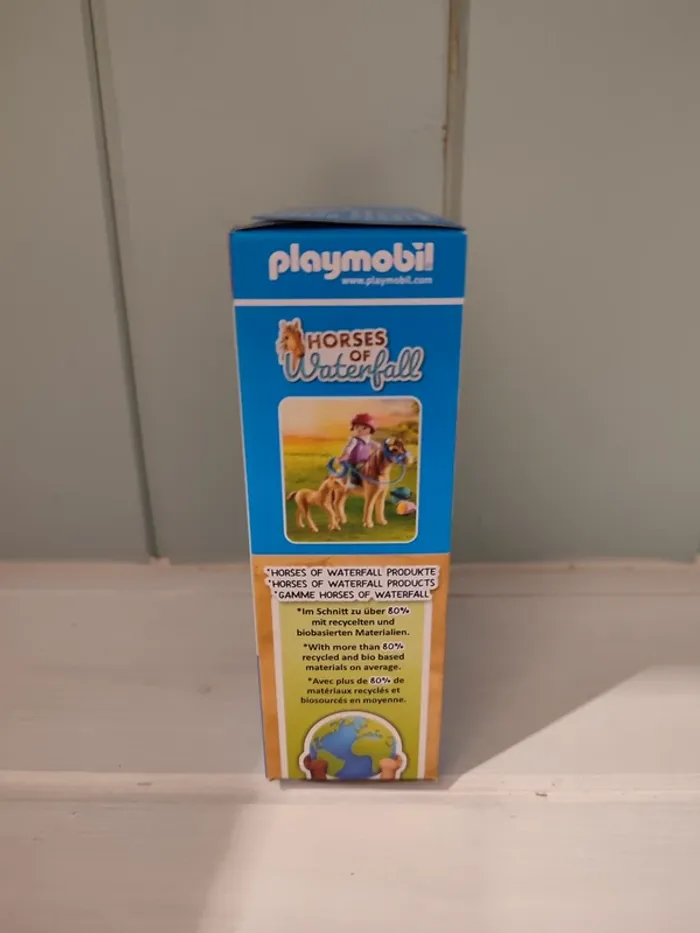 playmobil
www.playmobil.com
HORSES
OF
Waterfall
*HORSES OF WATERFALL PRODUKTE
*HORSES OF WATERFALL PRODUCTS
*GAMME HORSES OF WATERFALL
*Im Schnitt zu über 80%
mit recycelten und
biobasierten Materialien.
*With more than 80%
recycled and bio based
materials on average.
*Avec plus de 80% de
matériaux recyclés et
biosourcés en moyenne.